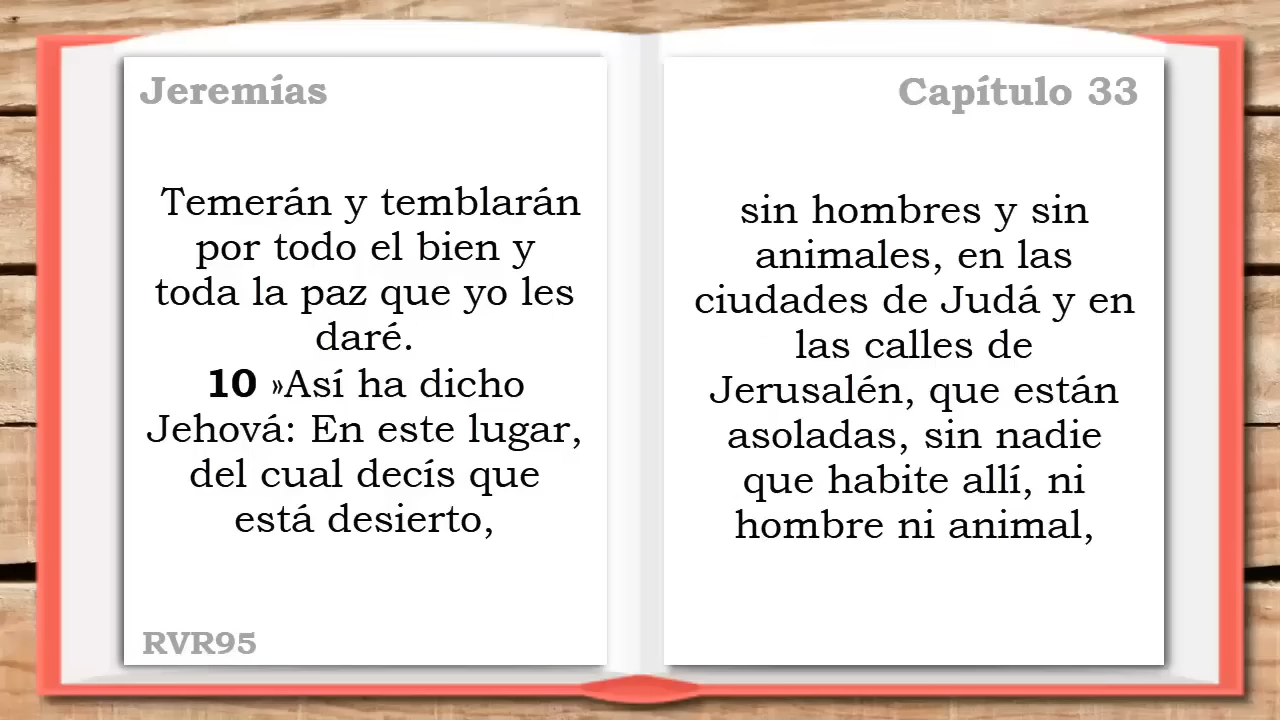 Jeremías
Temerán y temblarán
por todo el bien y
toda la paz que yo les
daré.
10 »Así ha dicho
Jehová: En este lugar,
del cual decís que
está desierto,
RVR95
Capítulo 33
sin hombres y sin
animales, en las
ciudades de Judá y en
las calles de
Jerusalén, que están
asoladas, sin nadie
que habite allí, ni
hombre ni animal,